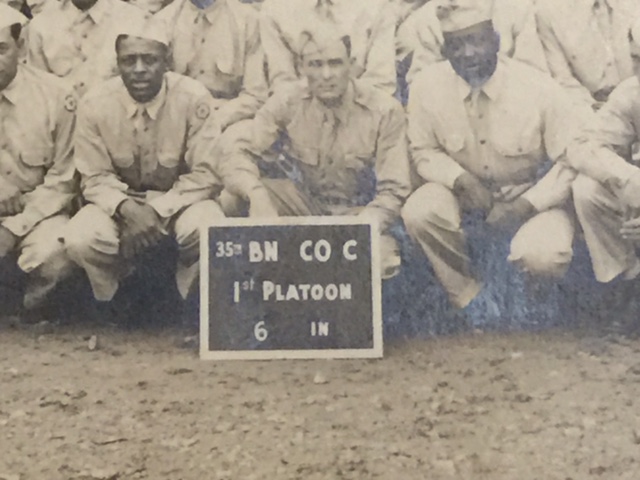 35th BN CO C
1st PLATOON
6 IN